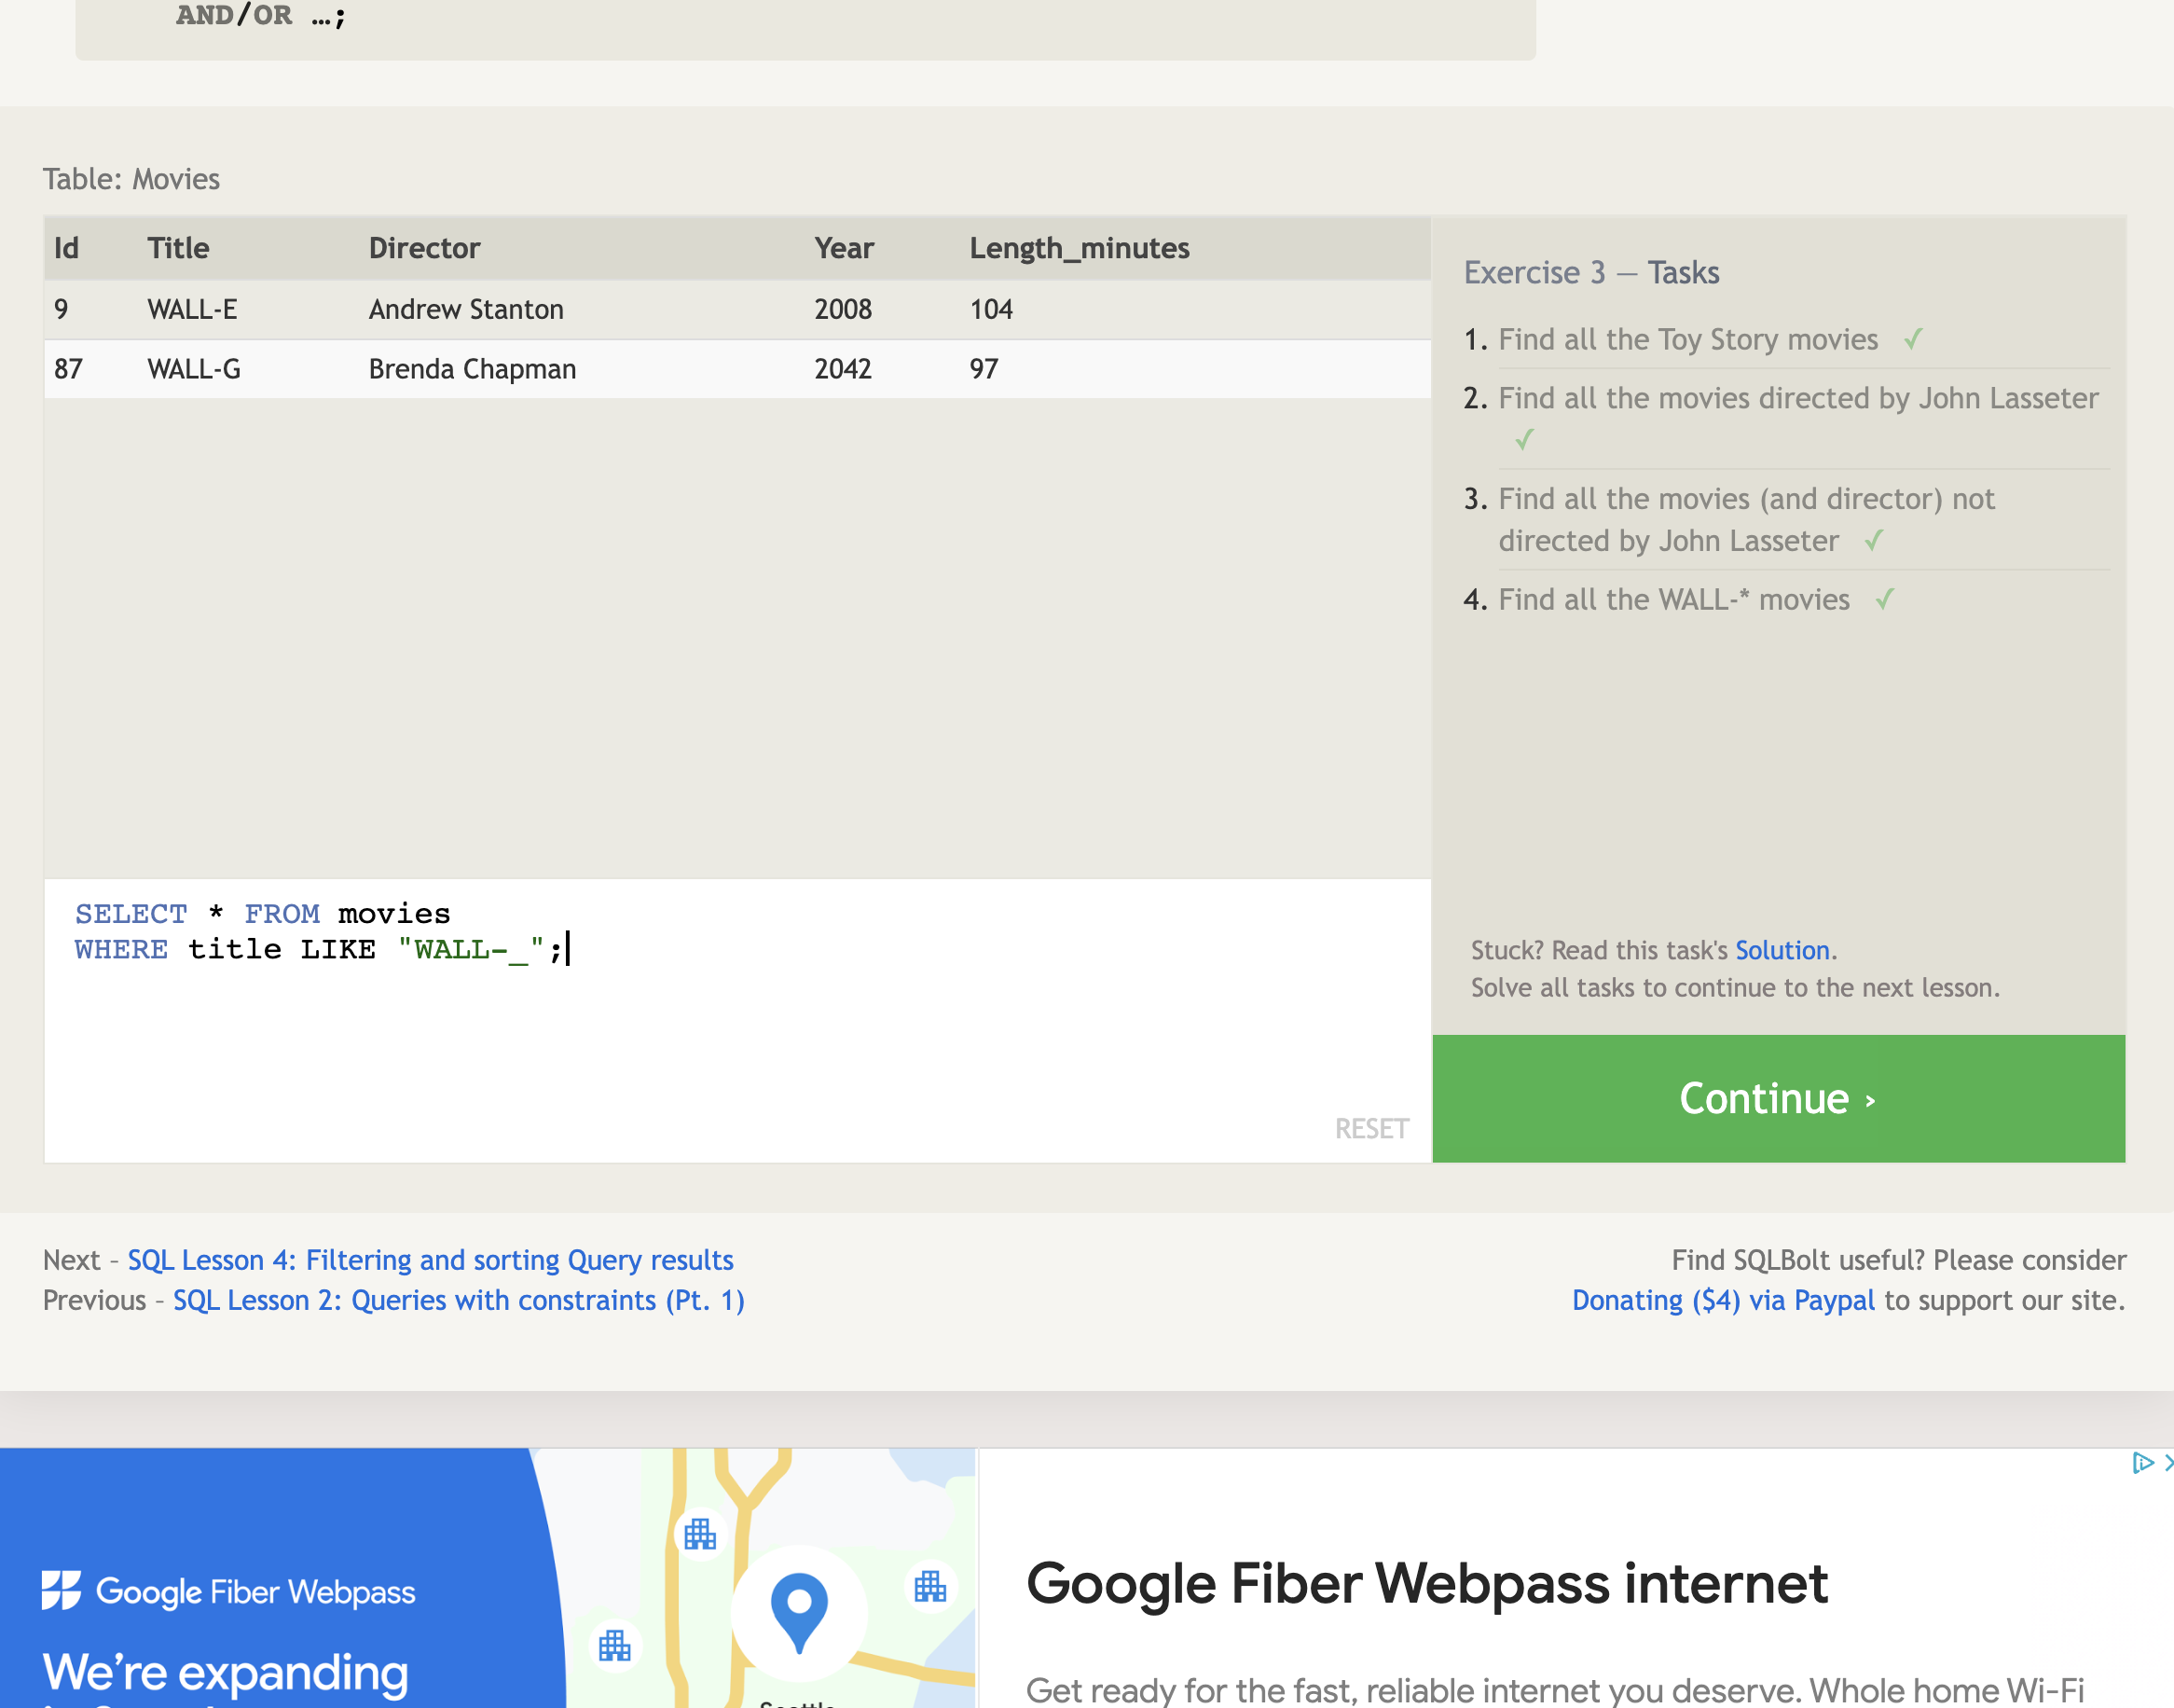 AND/OR …;
Table: Movies
Id Title Director Year Length_minutes
9 WALL-E Andrew Stanton 2008 104
87 WALL-G Brenda Chapman 2042 97
Exercise 3 — Tasks
1. Find all the Toy Story movies ✓
2. Find all the movies directed by John Lasseter
✓
3. Find all the movies (and director) not
directed by John Lasseter ✓
4. Find all the WALL-* movies ✓
SELECT * FROM movies
WHERE title LIKE "WALL-_";
RESET
Stuck? Read this task's Solution.
Solve all tasks to continue to the next lesson.
Continue ›
Next – SQL Lesson 4: Filtering and sorting Query results
Previous – SQL Lesson 2: Queries with constraints (Pt. 1)
Find SQLBolt useful? Please consider
Donating ($4) via Paypal to support our site.
Google Fiber Webpass
We're expanding
Google Fiber Webpass internet
Get ready for the fast, reliable internet you deserve. Whole home Wi-Fi